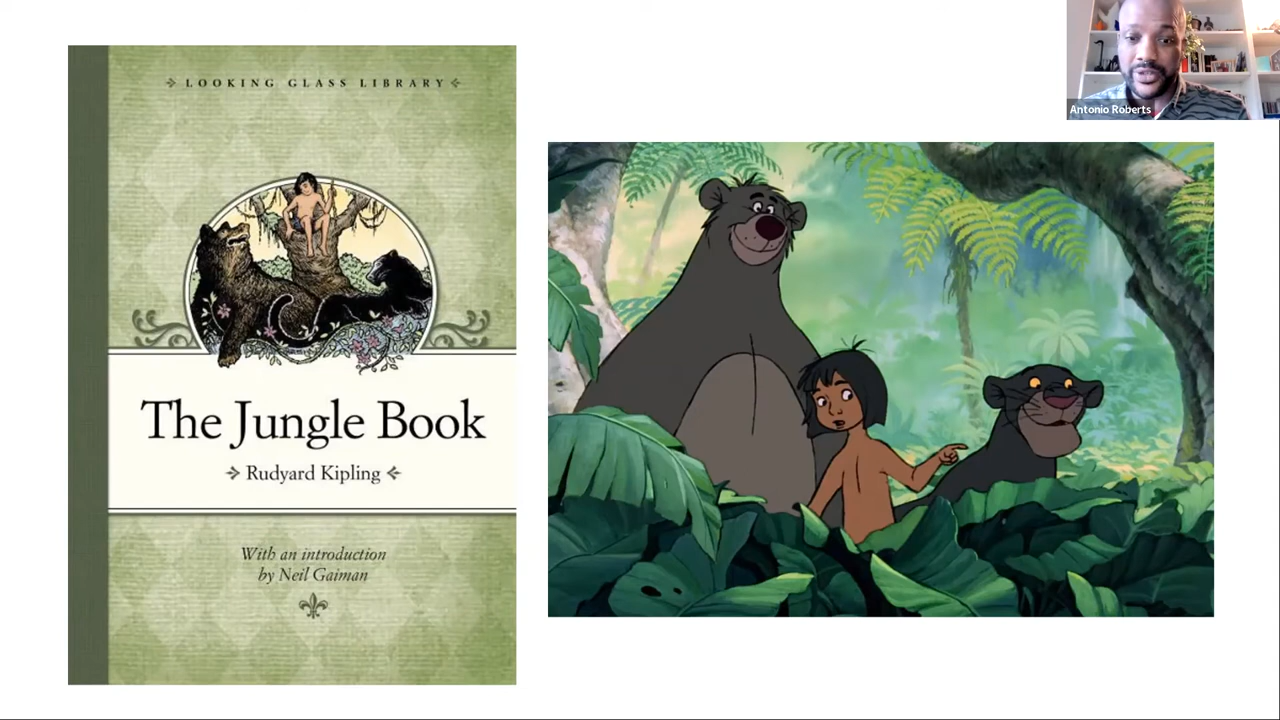 LOOKING GLASS LIBRARY
The Jungle Book
Rudyard Kipling
With an introduction
by Neil Gaiman
Antonio Roberts